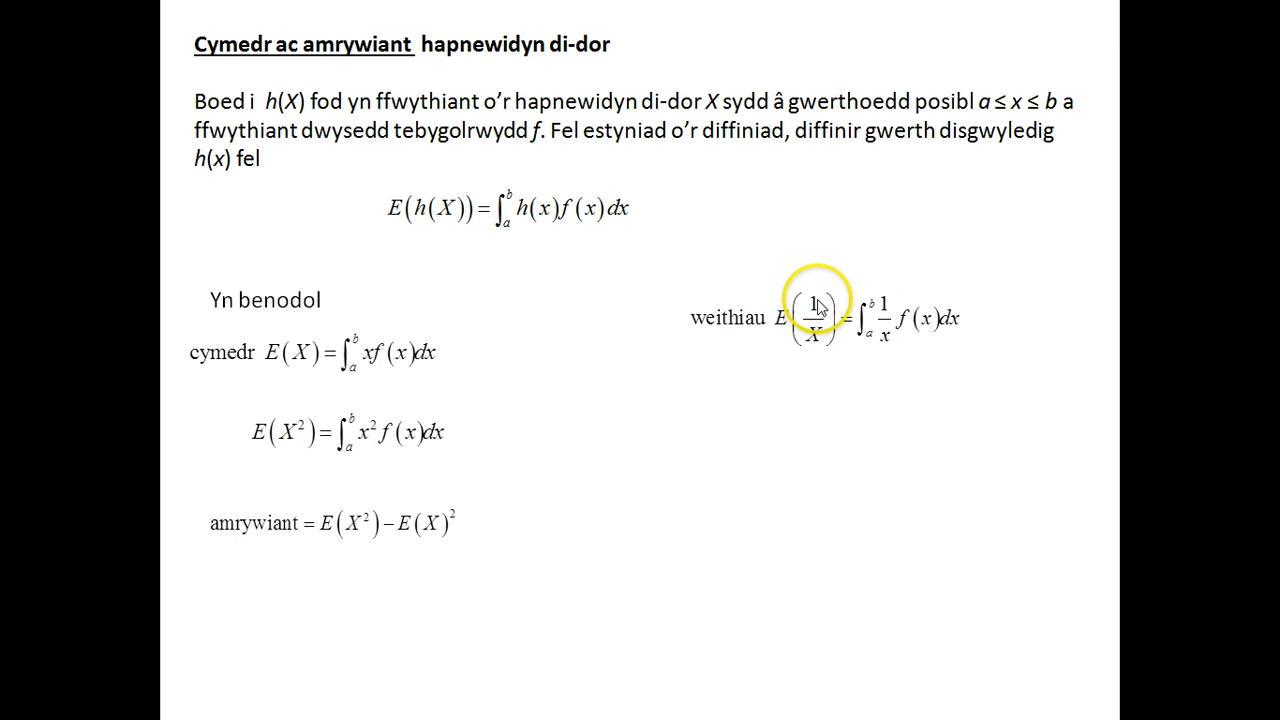 Cymedr ac amrywiant hapnewidyn di-dor
Boed i h(X) fod yn ffwythiant o'r hapnewidyn di-dor X sydd â gwerthoedd posibl a ≤ x ≤ b a
ffwythiant dwysedd tebygolrwydd f. Fel estyniad o'r diffiniad, diffinir gwerth disgwyledig
h(x) fel
E(h(X)) = ∫_a^b h(x)f(x)dx
Yn benodol
cymedr E(X) = ∫_a^b xf(x)dx
E(X²) = ∫_a^b x² f(x)dx
amrywiant = E(X²) − E(X)²
weithiau E(1/X) = ∫_a^b 1/x f(x)dx